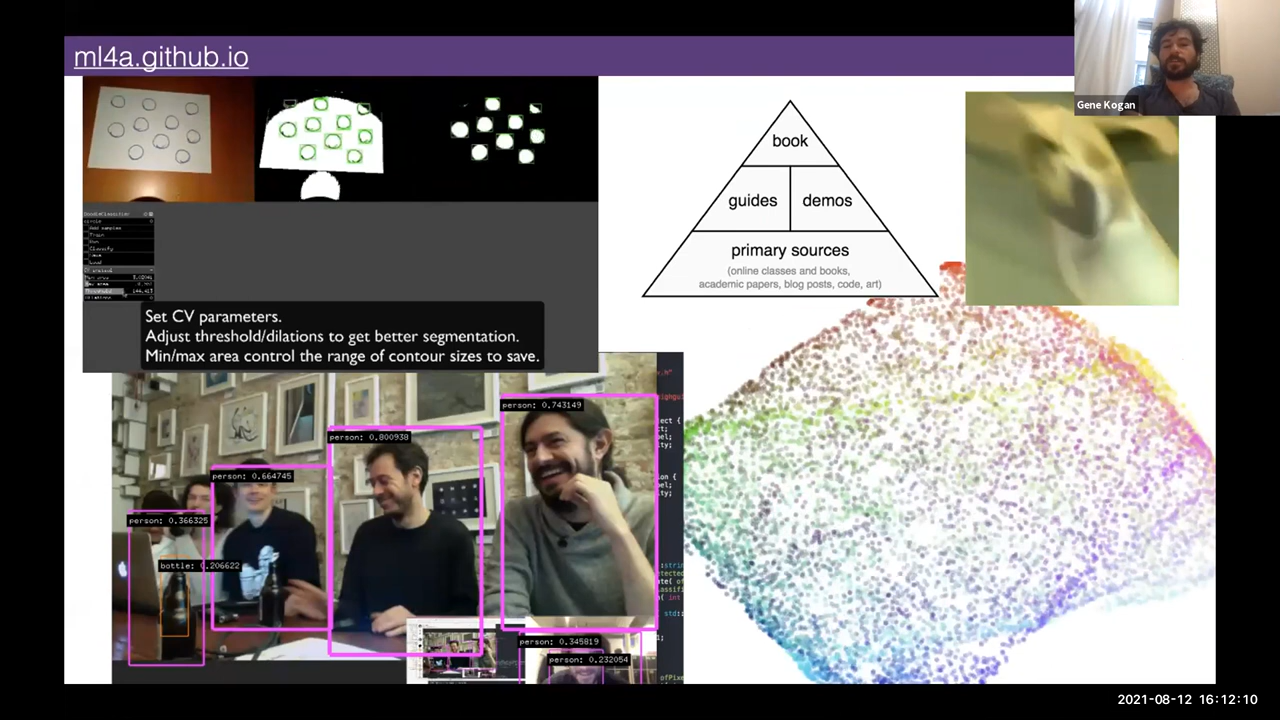 ml4a.github.io
Gene Kogan
book
guides
demos
primary sources
(online classes and books,
academic papers, blog posts, code, art)
Set CV parameters.
Adjust threshold/dilations to get better segmentation.
Min/max area control the range of contour sizes to save.
person: 0.743149
person: 0.800938
person: 0.664745
person: 0.366325
bottle: 0.206622
person: 0.345819
person: 0.232054
2021-08-12 16:12:10